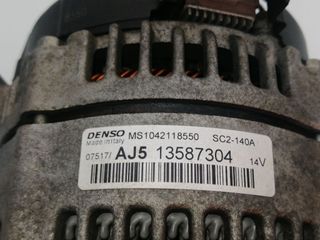 DENSO MS1042118550 SC2-140A
Made in Italy
07517/ AJ5 13587304 14V